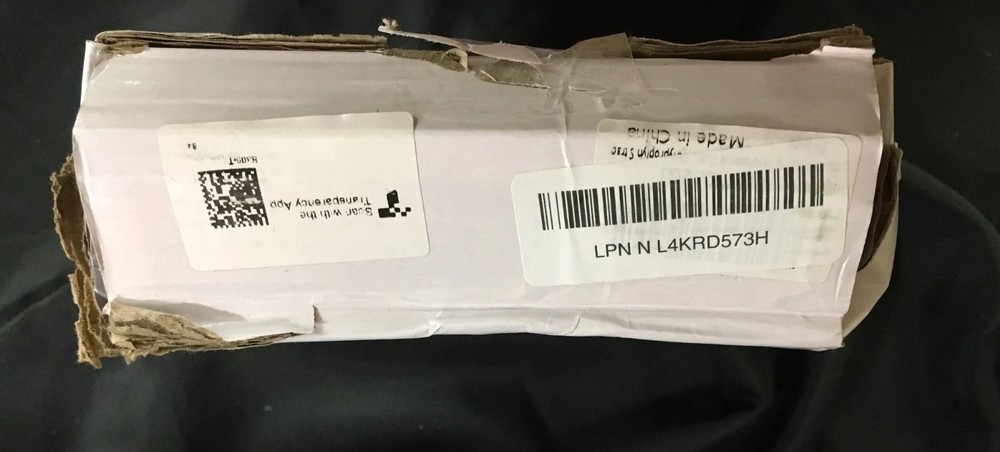 Scan with the
Transparency App
Made in China
LPN N L4KRD573H